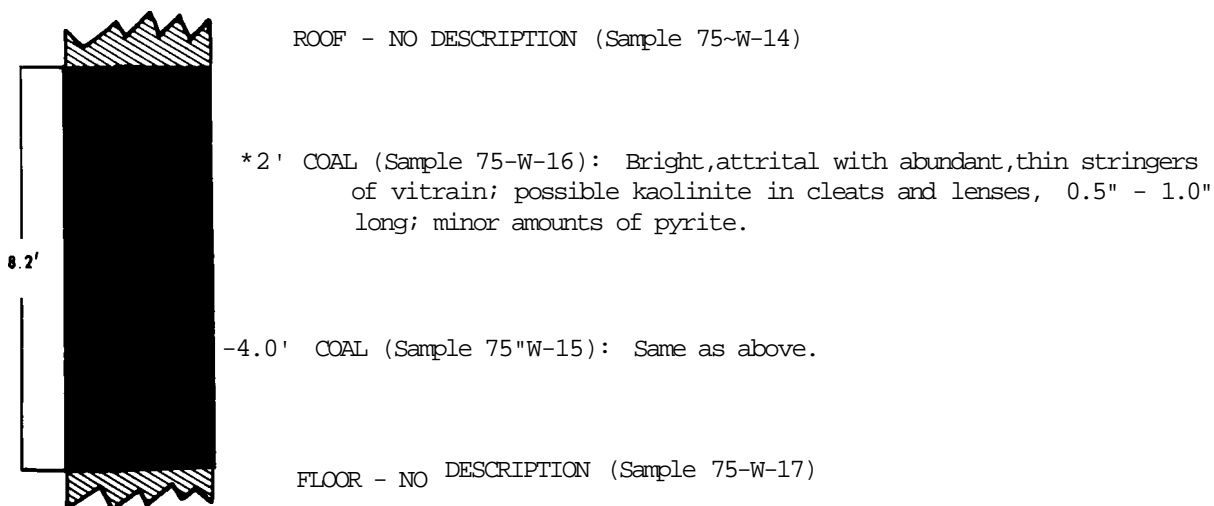 ROOF - NO DESCRIPTION (Sample 75~W-14)
*2' COAL (Sample 75-W-16): Bright,attrital with abundant,thin stringers
of vitrain; possible kaolinite in cleats and lenses, 0.5" - 1.0"
long; minor amounts of pyrite.
8.2'
-4.0' COAL (Sample 75"W-15): Same as above.
FLOOR - NO DESCRIPTION (Sample 75-W-17)